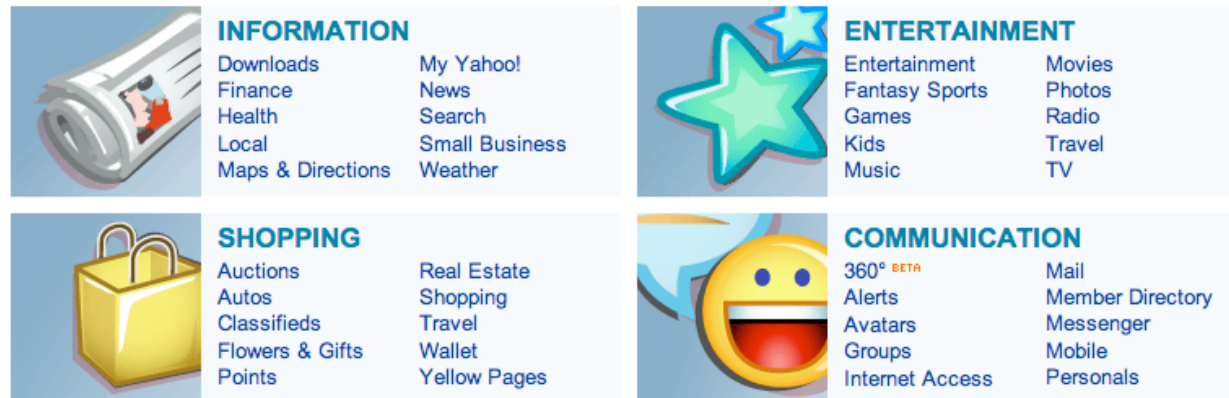 INFORMATION
Downloads
Finance
Health
Local
Maps & Directions
My Yahoo!
News
Search
Small Business
Weather
ENTERTAINMENT
Entertainment
Fantasy Sports
Games
Kids
Music
Movies
Photos
Radio
Travel
TV
SHOPPING
Auctions
Autos
Classifieds
Flowers & Gifts
Points
Real Estate
Shopping
Travel
Wallet
Yellow Pages
COMMUNICATION
360° BETA
Alerts
Avatars
Groups
Internet Access
Mail
Member Directory
Messenger
Mobile
Personals